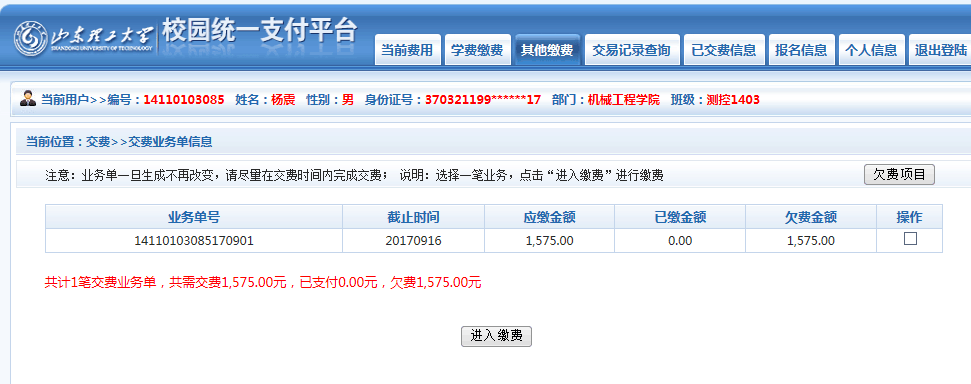 山东理工大学 校园统一支付平台
SHANDONG UNIVERSITY OF TECHNOLOGY
当前费用 学费缴费 其他缴费 交易记录查询 已交费信息 报名信息 个人信息 退出登陆
当前用户>>编号：14110103085 姓名：杨震 性别：男 身份证号：370321199******17 部门：机械工程学院 班级：测控1403
当前位置：交费>>交费业务单信息
注意：业务单一旦生成不再改变，请尽量在交费时间内完成交费； 说明：选择一笔业务，点击“进入缴费”进行缴费 欠费项目
业务单号 截止时间 应缴金额 已缴金额 欠费金额 操作
14110103085170901 20170916 1,575.00 0.00 1,575.00
共计1笔交费业务单，共需交费1,575.00元，已支付0.00元，欠费1,575.00元
进入缴费